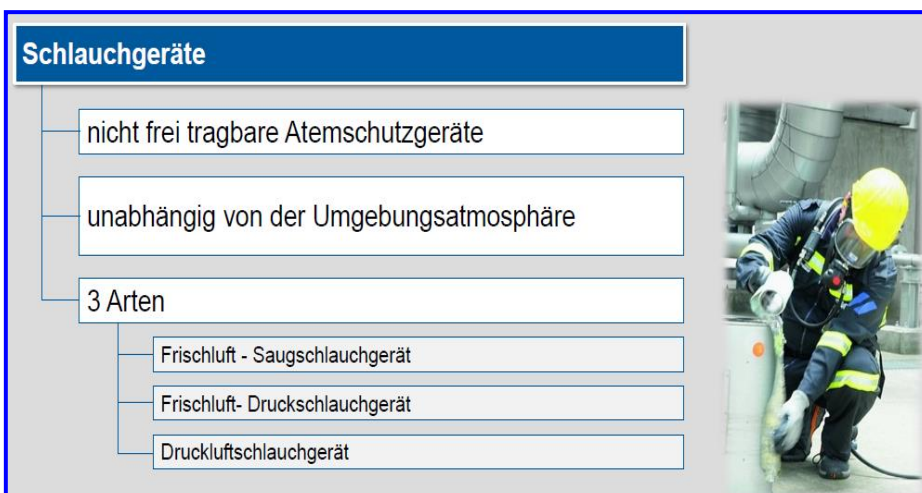 Schlauchgeräte
nicht frei tragbare Atemschutzgeräte
unabhängig von der Umgebungsatmosphäre
3 Arten
Frischluft - Saugschlauchgerät
Frischluft- Druckschlauchgerät
Druckluftschlauchgerät